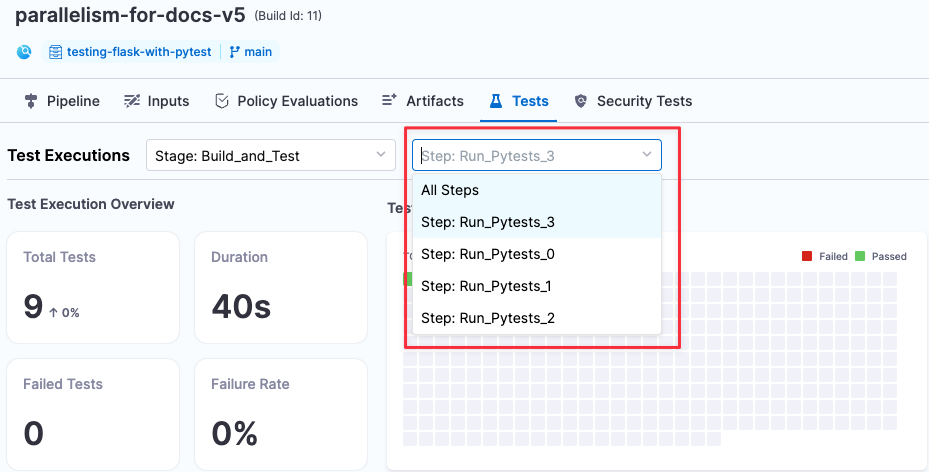 parallelism-for-docs-v5 (Build Id: 11)
testing-flask-with-pytest main
Pipeline Inputs Policy Evaluations Artifacts Tests Security Tests
Test Executions Stage: Build_and_Test Step: Run_Pytests_3
All Steps
Step: Run_Pytests_3
Step: Run_Pytests_0
Step: Run_Pytests_1
Step: Run_Pytests_2
Test Execution Overview
Total Tests
9 ↑ 0%
Duration
40s
Failed Tests
0
Failure Rate
0%
Failed Passed